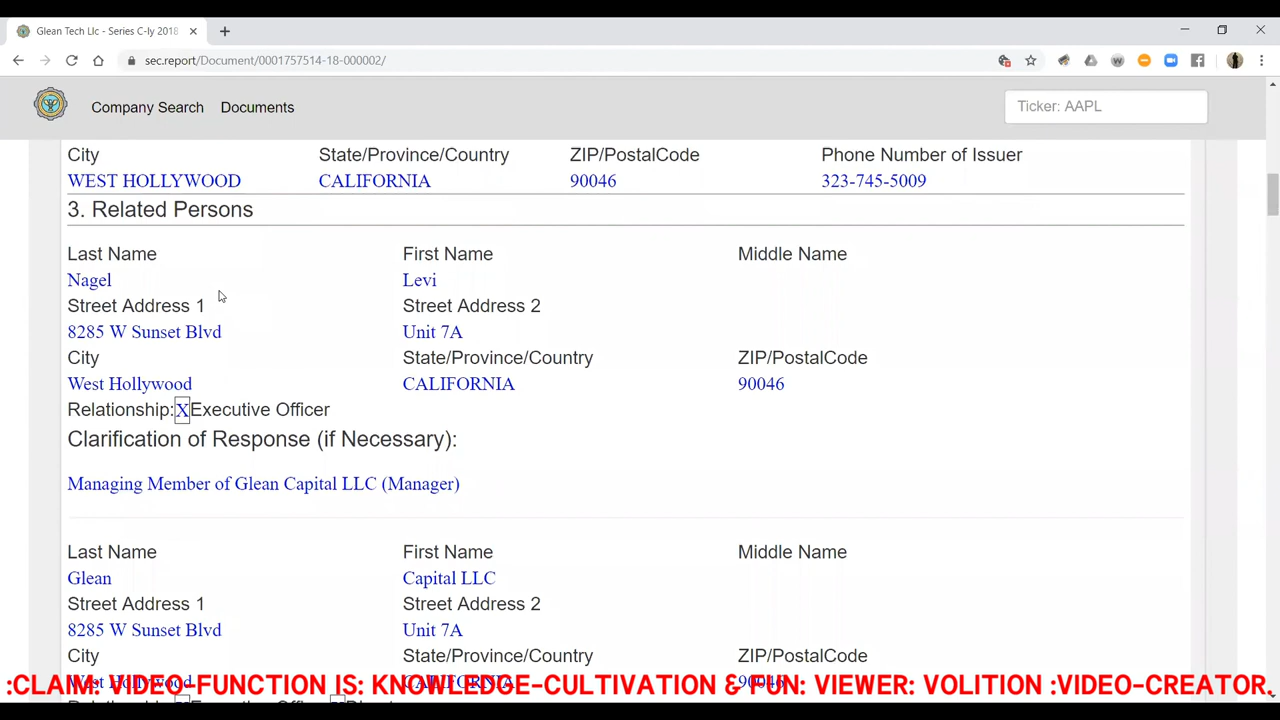 Glean Tech Llc - Series C-ly 2018
sec.report/Document/0001757514-18-000002/
Company Search Documents Ticker: AAPL
City State/Province/Country ZIP/PostalCode Phone Number of Issuer
WEST HOLLYWOOD CALIFORNIA 90046 323-745-5009
3. Related Persons
Last Name First Name Middle Name
Nagel Levi
Street Address 1 Street Address 2
8285 W Sunset Blvd Unit 7A
City State/Province/Country ZIP/PostalCode
West Hollywood CALIFORNIA 90046
Relationship: X Executive Officer
Clarification of Response (if Necessary):
Managing Member of Glean Capital LLC (Manager)
Last Name First Name Middle Name
Glean Capital LLC
Street Address 1 Street Address 2
8285 W Sunset Blvd Unit 7A
City State/Province/Country ZIP/PostalCode
West Hollywood CALIFORNIA 90046
:CLAIM: VIDEO-FUNCTION IS: KNOWLEDGE-CULTIVATION & FUN: VIEWER: VOLITION :VIDEO-CREATOR.